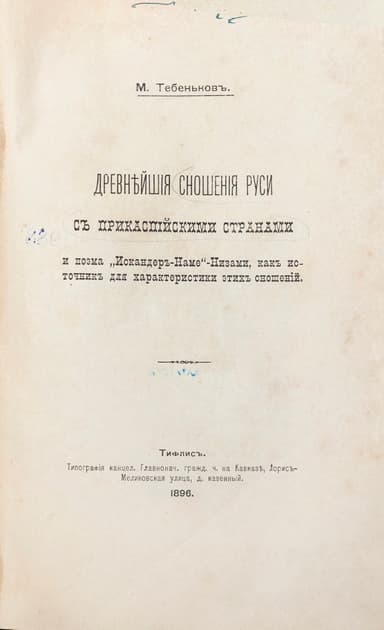 М. Тебеньковъ.
ДРЕВНѢЙШІЯ СНОШЕНІЯ РУСИ
СЪ ПРИКАСПІЙСКИМИ СТРАНАМИ
и поэма „Искандеръ-Наме“-Низами, какъ ис-
точникъ для характеристики этихъ сношеній.
Тифлисъ.
Типографія канцел. Главнонач. гражд. ч. на Кавказѣ, Лорисъ-
Меликовская улица, д. казенный.
1896.